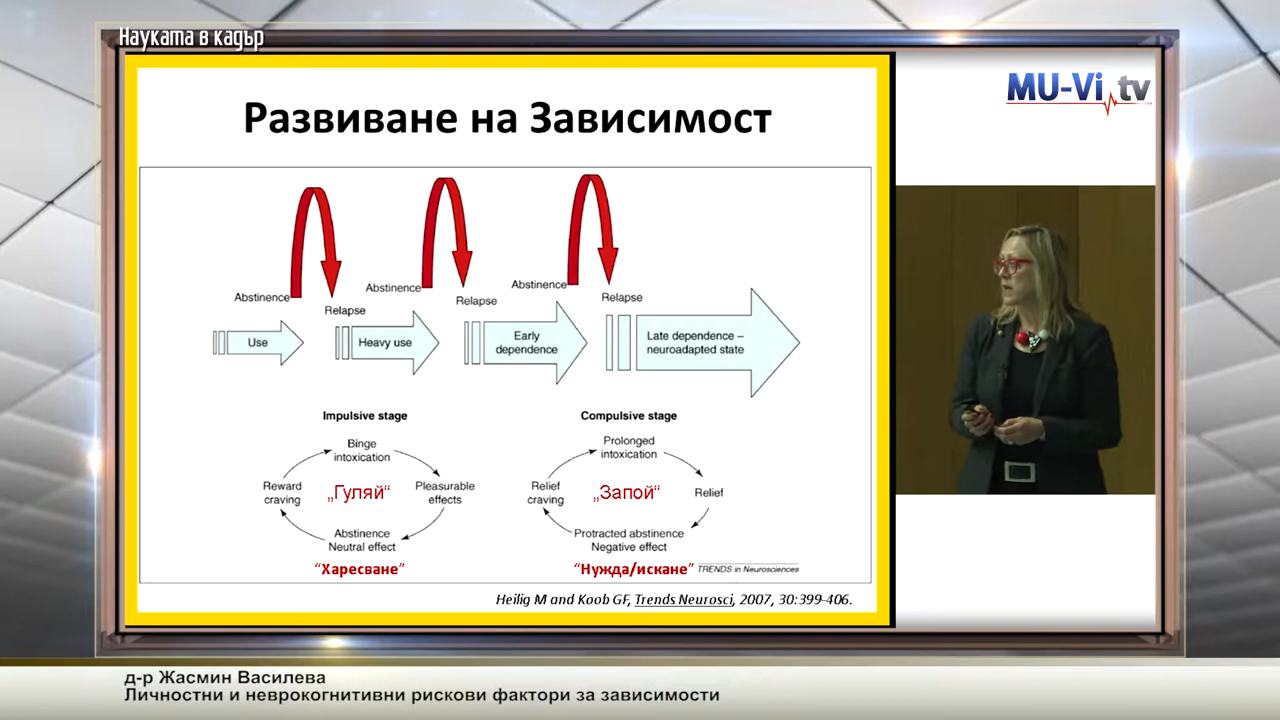 Науката в кадър
MU-Vi.tv
Развиване на Зависимост
Abstinence
Relapse
Abstinence
Relapse
Abstinence
Relapse
Use
Heavy use
Early
dependence
Late dependence –
neuroadapted state
Impulsive stage
Binge
intoxication
Reward
craving
„Гуляй“
Pleasurable
effects
Abstinence
Neutral effect
“Харесване”
Compulsive stage
Prolonged
intoxication
Relief
craving
„Запой“
Relief
Protracted abstinence
Negative effect
“Нужда/искане”
TRENDS in Neurosciences
Heilig M and Koob GF, Trends Neurosci, 2007, 30:399-406.
д-р Жасмин Василева
Личностни и неврокогнитивни рискови фактори за зависимости